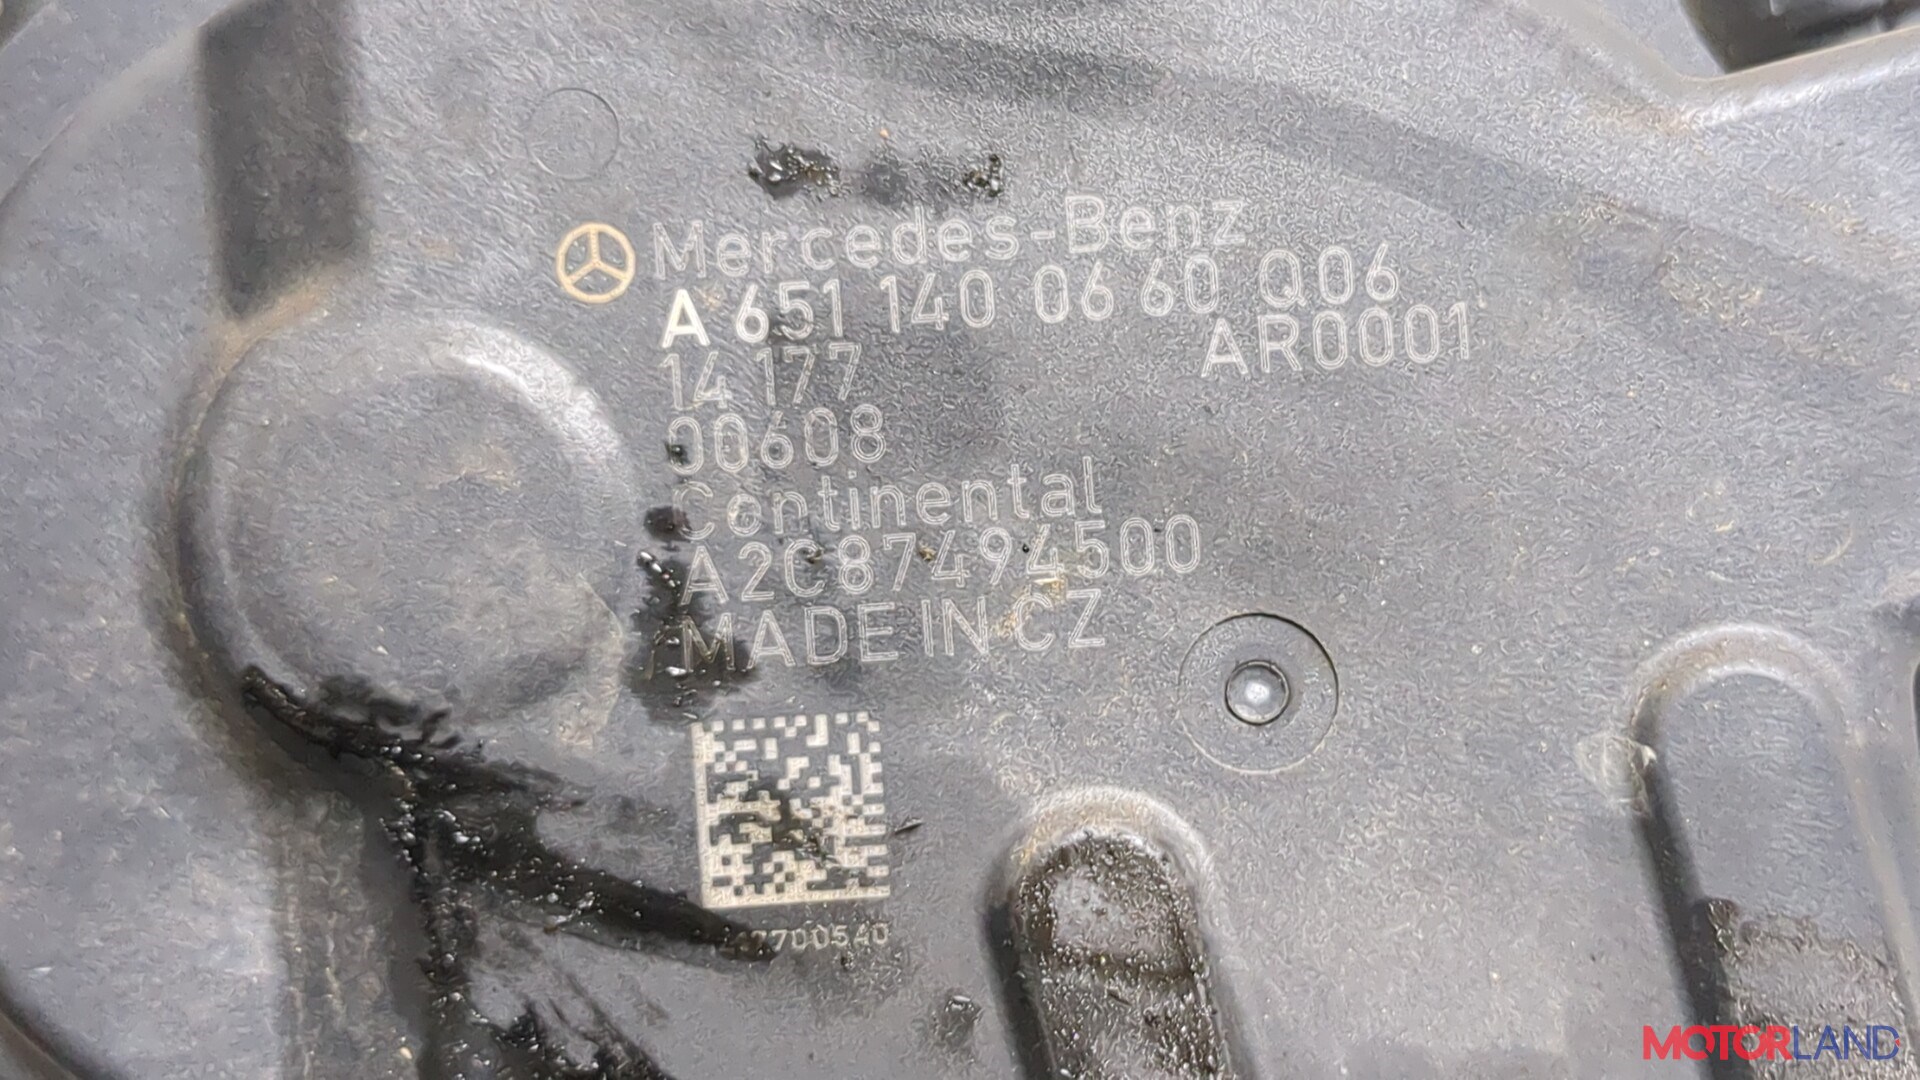 Mercedes-Benz
A 651 140 06 60 Q06
AR0001
14 177
00608
Continental
A2C87494500
MADE IN CZ
MOTORLAND